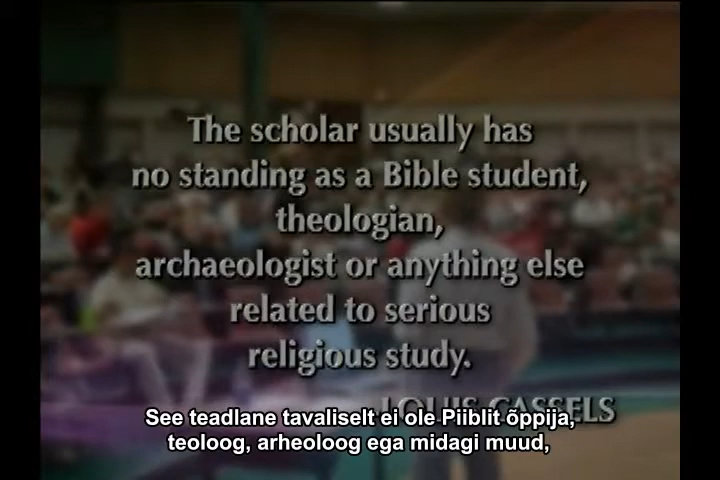 The scholar usually has
no standing as a Bible student,
theologian,
archaeologist or anything else
related to serious
religious study.
LOUIS CASSELS
See teadlane tavaliselt ei ole Piiblit õppija,
teoloog, arheoloog ega midagi muud,